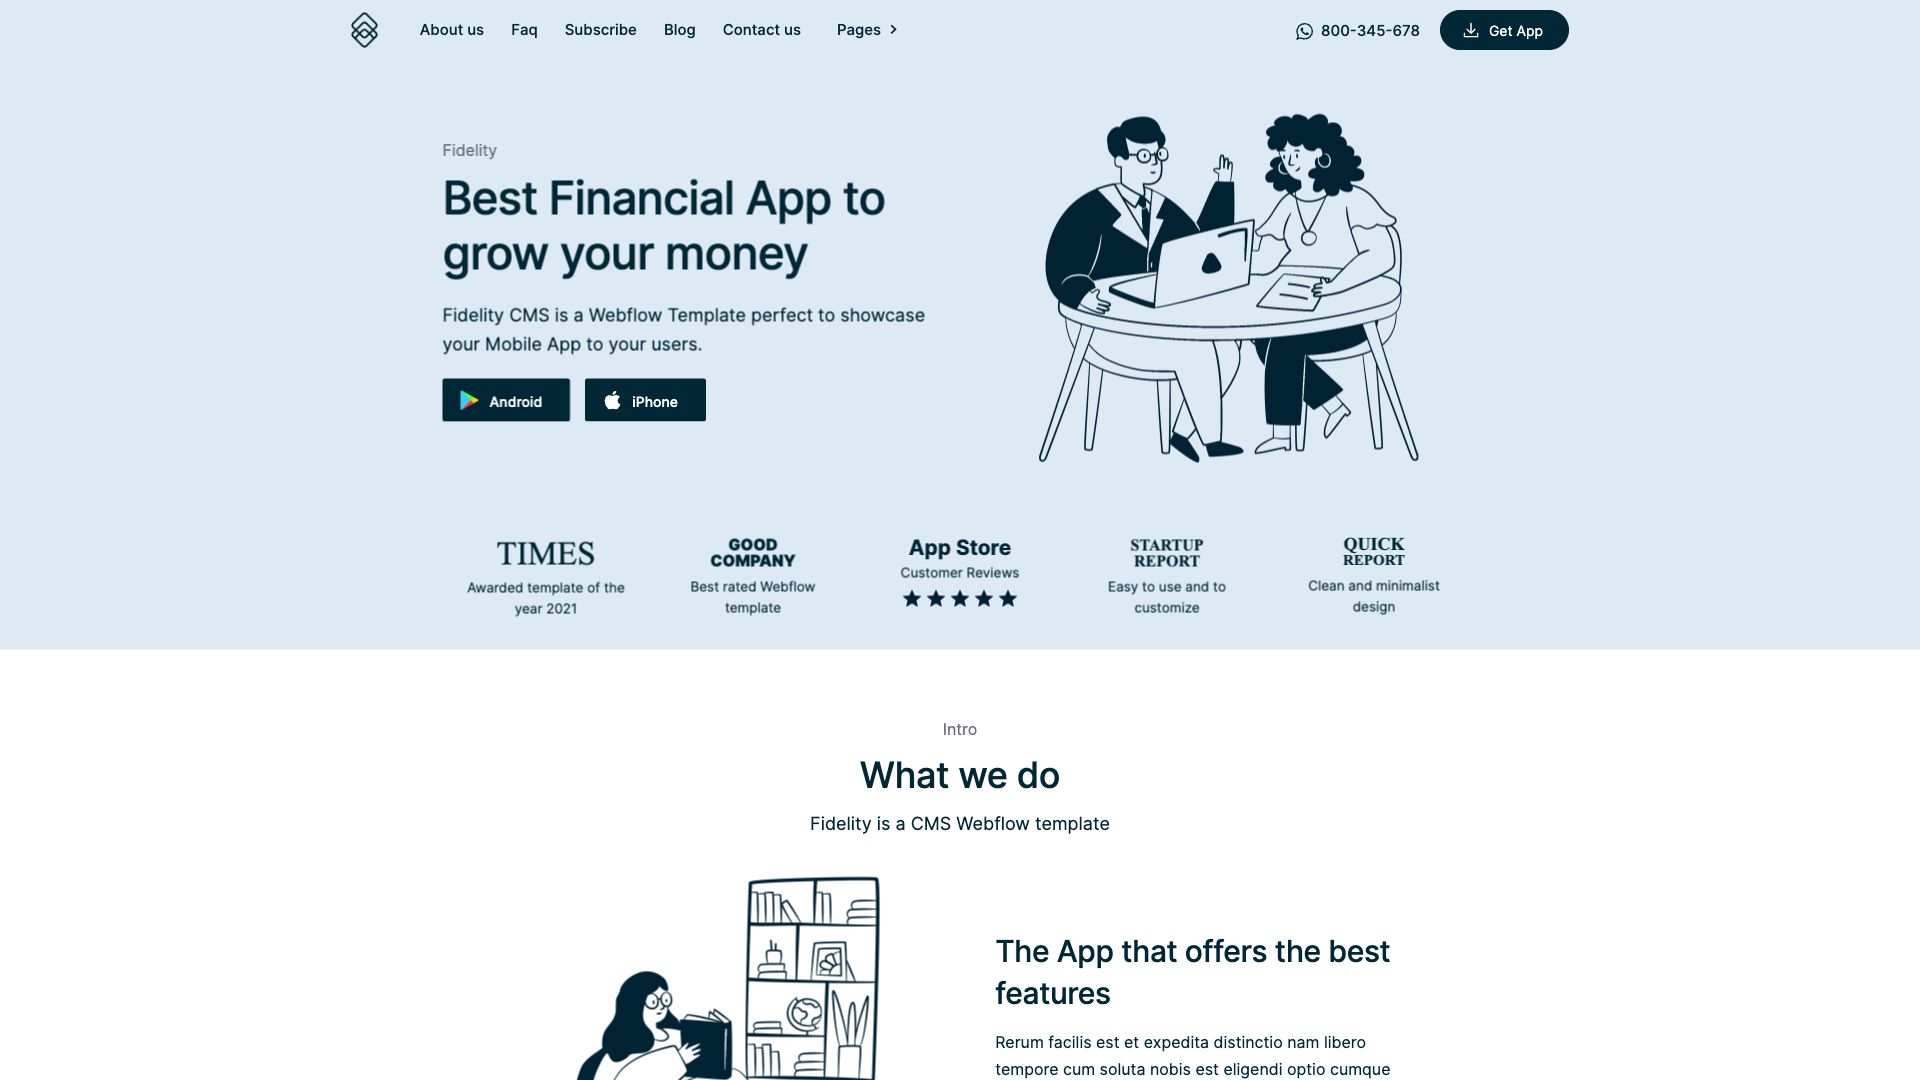 About us
Faq
Subscribe
Blog
Contact us
Pages
800-345-678
Get App
Fidelity
Best Financial App to
grow your money
Fidelity CMS is a Webflow Template perfect to showcase
your Mobile App to your users.
Android
iPhone
TIMES
Awarded template of the
year 2021
GOOD
COMPANY
Best rated Webflow
template
App Store
Customer Reviews
STARTUP
REPORT
Easy to use and to
customize
QUICK
REPORT
Clean and minimalist
design
Intro
What we do
Fidelity is a CMS Webflow template
The App that offers the best
features
Rerum facilis est et expedita distinctio nam libero
tempore cum soluta nobis est eligendi optio cumque